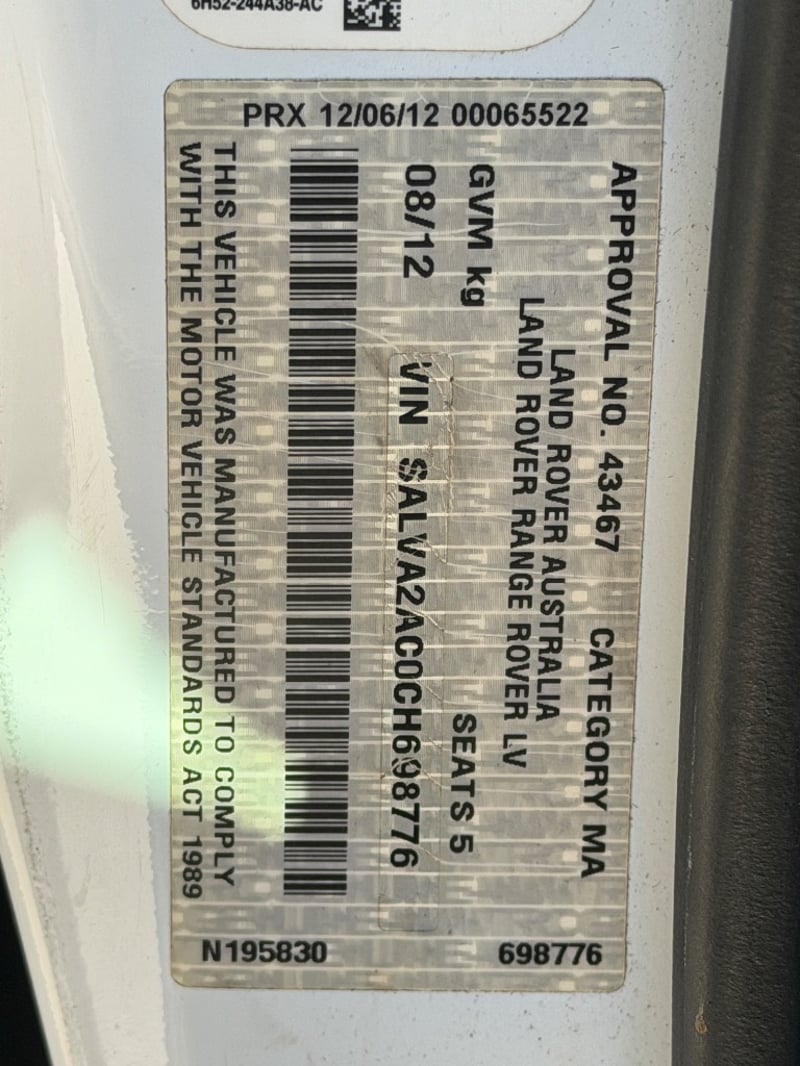 6H52-244A38-AC
PRX 12/06/12 00065522
APPROVAL NO. 43467 CATEGORY MA
LAND ROVER AUSTRALIA
LAND ROVER RANGE ROVER LV
GVM kg SEATS 5
08/12 VIN SALVA2AC0CH698776
THIS VEHICLE WAS MANUFACTURED TO COMPLY
WITH THE MOTOR VEHICLE STANDARDS ACT 1989
N195830 698776